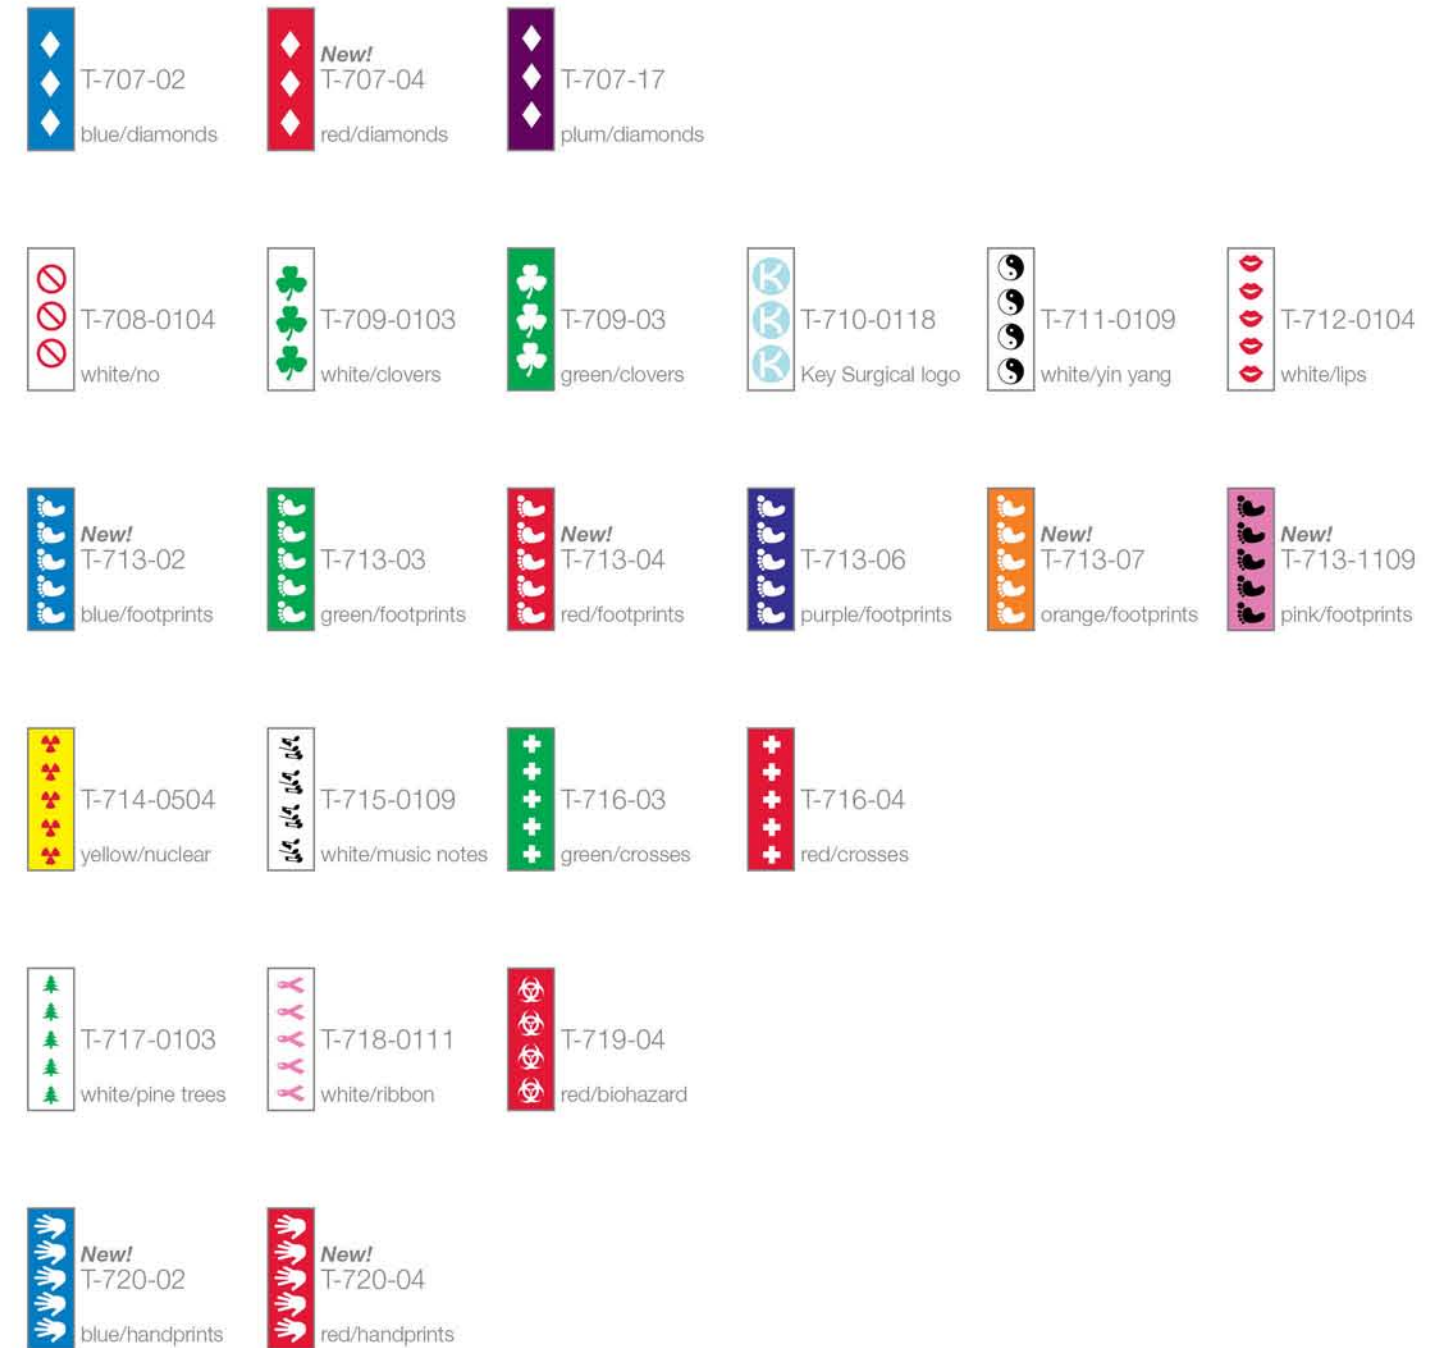 T-707-02
blue/diamonds
New!
T-707-04
red/diamonds
T-707-17
plum/diamonds
T-708-0104
white/no
T-709-0103
white/clovers
T-709-03
green/clovers
K
K
K
T-710-0118
Key Surgical logo
T-711-0109
white/yin yang
T-712-0104
white/lips
New!
T-713-02
blue/footprints
T-713-03
green/footprints
New!
T-713-04
red/footprints
T-713-06
purple/footprints
New!
T-713-07
orange/footprints
New!
T-713-1109
pink/footprints
T-714-0504
yellow/nuclear
T-715-0109
white/music notes
T-716-03
green/crosses
T-716-04
red/crosses
T-717-0103
white/pine trees
T-718-0111
white/ribbon
T-719-04
red/biohazard
New!
T-720-02
blue/handprints
New!
T-720-04
red/handprints